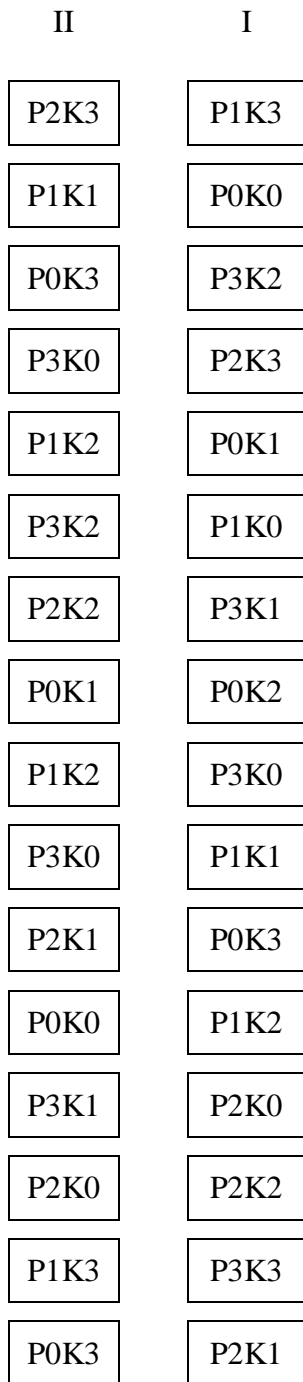 II I
P2K3 P1K3
P1K1 P0K0
P0K3 P3K2
P3K0 P2K3
P1K2 P0K1
P3K2 P1K0
P2K2 P3K1
P0K1 P0K2
P1K2 P3K0
P3K0 P1K1
P2K1 P0K3
P0K0 P1K2
P3K1 P2K0
P2K0 P2K2
P1K3 P3K3
P0K3 P2K1